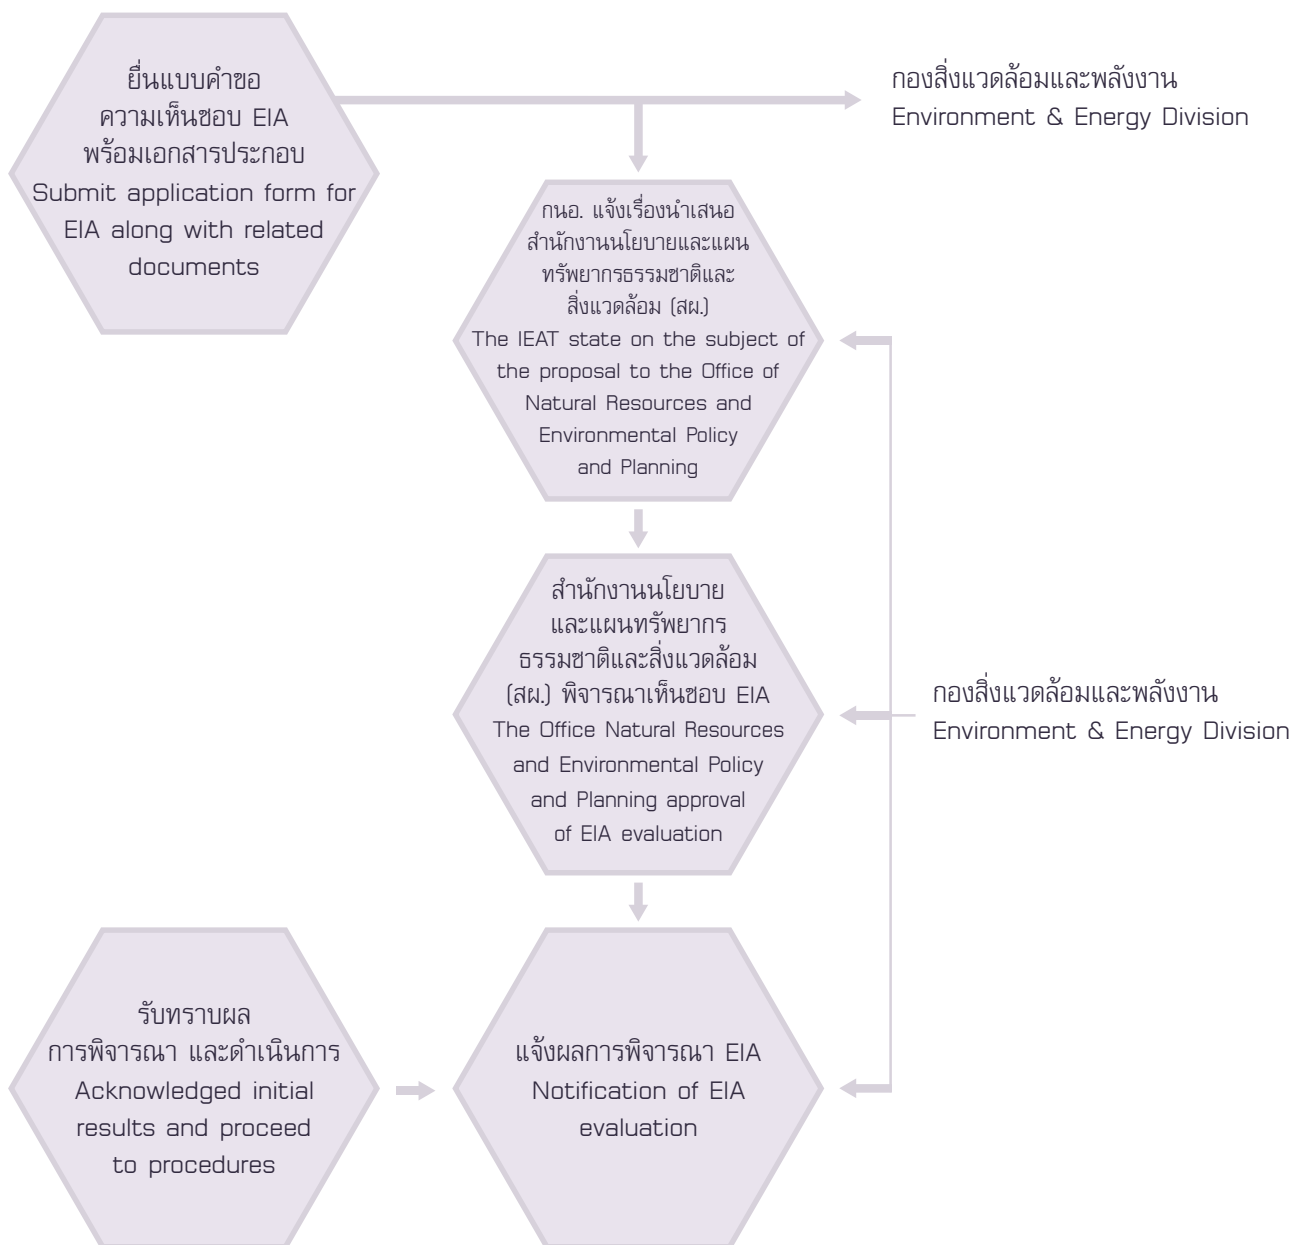 ยื่นแบบคำขอ
ความเห็นชอบ EIA
พร้อมเอกสารประกอบ
Submit application form for
EIA along with related
documents
กองสิ่งแวดล้อมและพลังงาน
Environment & Energy Division
กนอ. แจ้งเรื่องนำเสนอ
สำนักงานนโยบายและแผน
ทรัพยากรธรรมชาติและ
สิ่งแวดล้อม (สผ.)
The IEAT state on the subject of
the proposal to the Office of
Natural Resources and
Environmental Policy
and Planning
สำนักงานนโยบาย
และแผนทรัพยากร
ธรรมชาติและสิ่งแวดล้อม
(สผ.) พิจารณาเห็นชอบ EIA
The Office Natural Resources
and Environmental Policy
and Planning approval
of EIA evaluation
กองสิ่งแวดล้อมและพลังงาน
Environment & Energy Division
รับทราบผล
การพิจารณา และดำเนินการ
Acknowledged initial
results and proceed
to procedures
แจ้งผลการพิจารณา EIA
Notification of EIA
evaluation